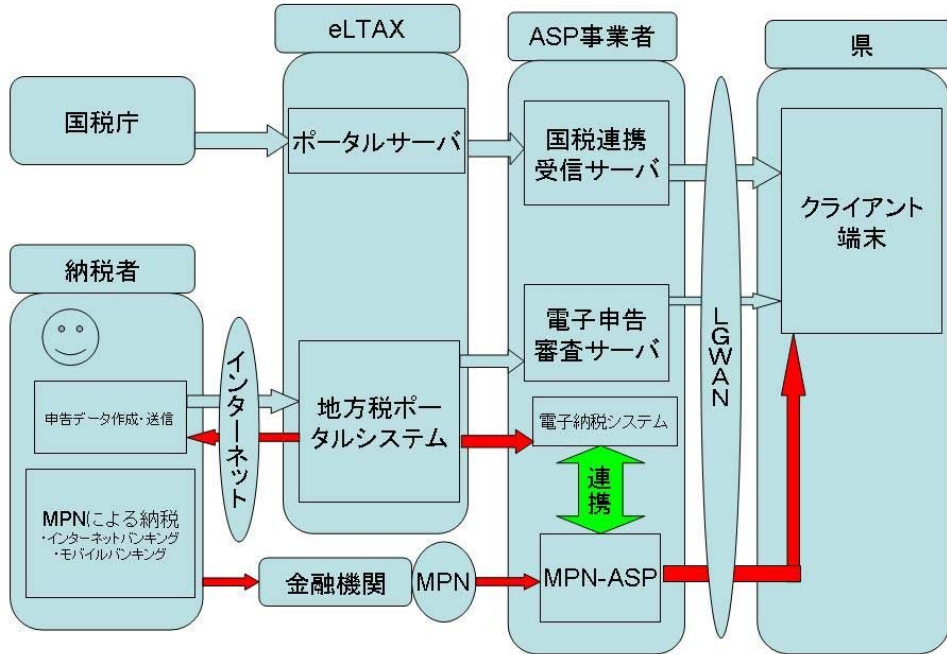 eLTAX
ASP事業者
県
国税庁
ポータルサーバ
国税連携
受信サーバ
クライアント
端末
納税者
インターネット
電子申告
審査サーバ
LGWAN
申告データ作成・送信
地方税ポー
タルシステム
電子納税システム
連携
MPNによる納税
・インターネットバンキング
・モバイルバンキング
金融機関
MPN
MPN-ASP